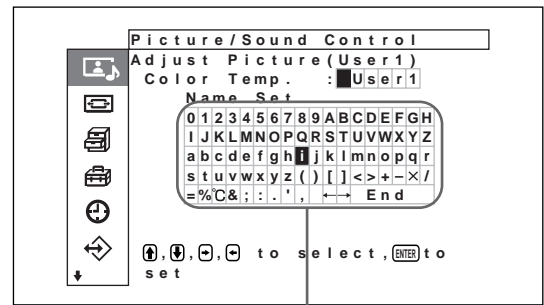 Picture/Sound Control
Adjust Picture(User1)
Color Temp. :█User1
Name Set
0123456789ABCDEFGH
IJKLMNOPQRSTUVWXYZ
abcdefghijklmnopqr
stuvwxyz()[]<>+−×/
=%℃&;:.',←→ End
↑,↓,→,← to select,ENTER to
set